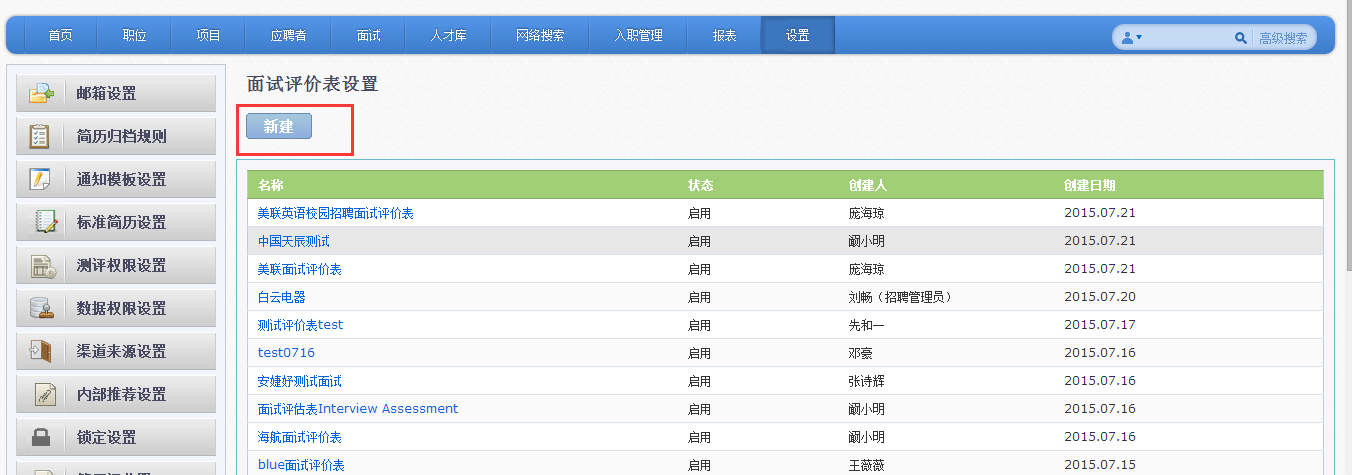 首页 职位 项目 应聘者 面试 人才库 网络搜索 入职管理 报表 设置 高级搜索
邮箱设置
简历归档规则
通知模板设置
标准简历设置
测评权限设置
数据权限设置
渠道来源设置
内部推荐设置
锁定设置
面试评价表设置
新建
名称 状态 创建人 创建日期
美联英语校园招聘面试评价表 启用 庞海琼 2015.07.21
中国天辰测试 启用 阚小明 2015.07.21
美联面试评价表 启用 庞海琼 2015.07.21
白云电器 启用 刘畅（招聘管理员） 2015.07.20
测试评价表test 启用 先和一 2015.07.17
test0716 启用 邓豪 2015.07.16
安婕妤测试面试 启用 张诗辉 2015.07.16
面试评估表Interview Assessment 启用 阚小明 2015.07.16
海航面试评价表 启用 阚小明 2015.07.16
blue面试评价表 启用 王薇薇 2015.07.15